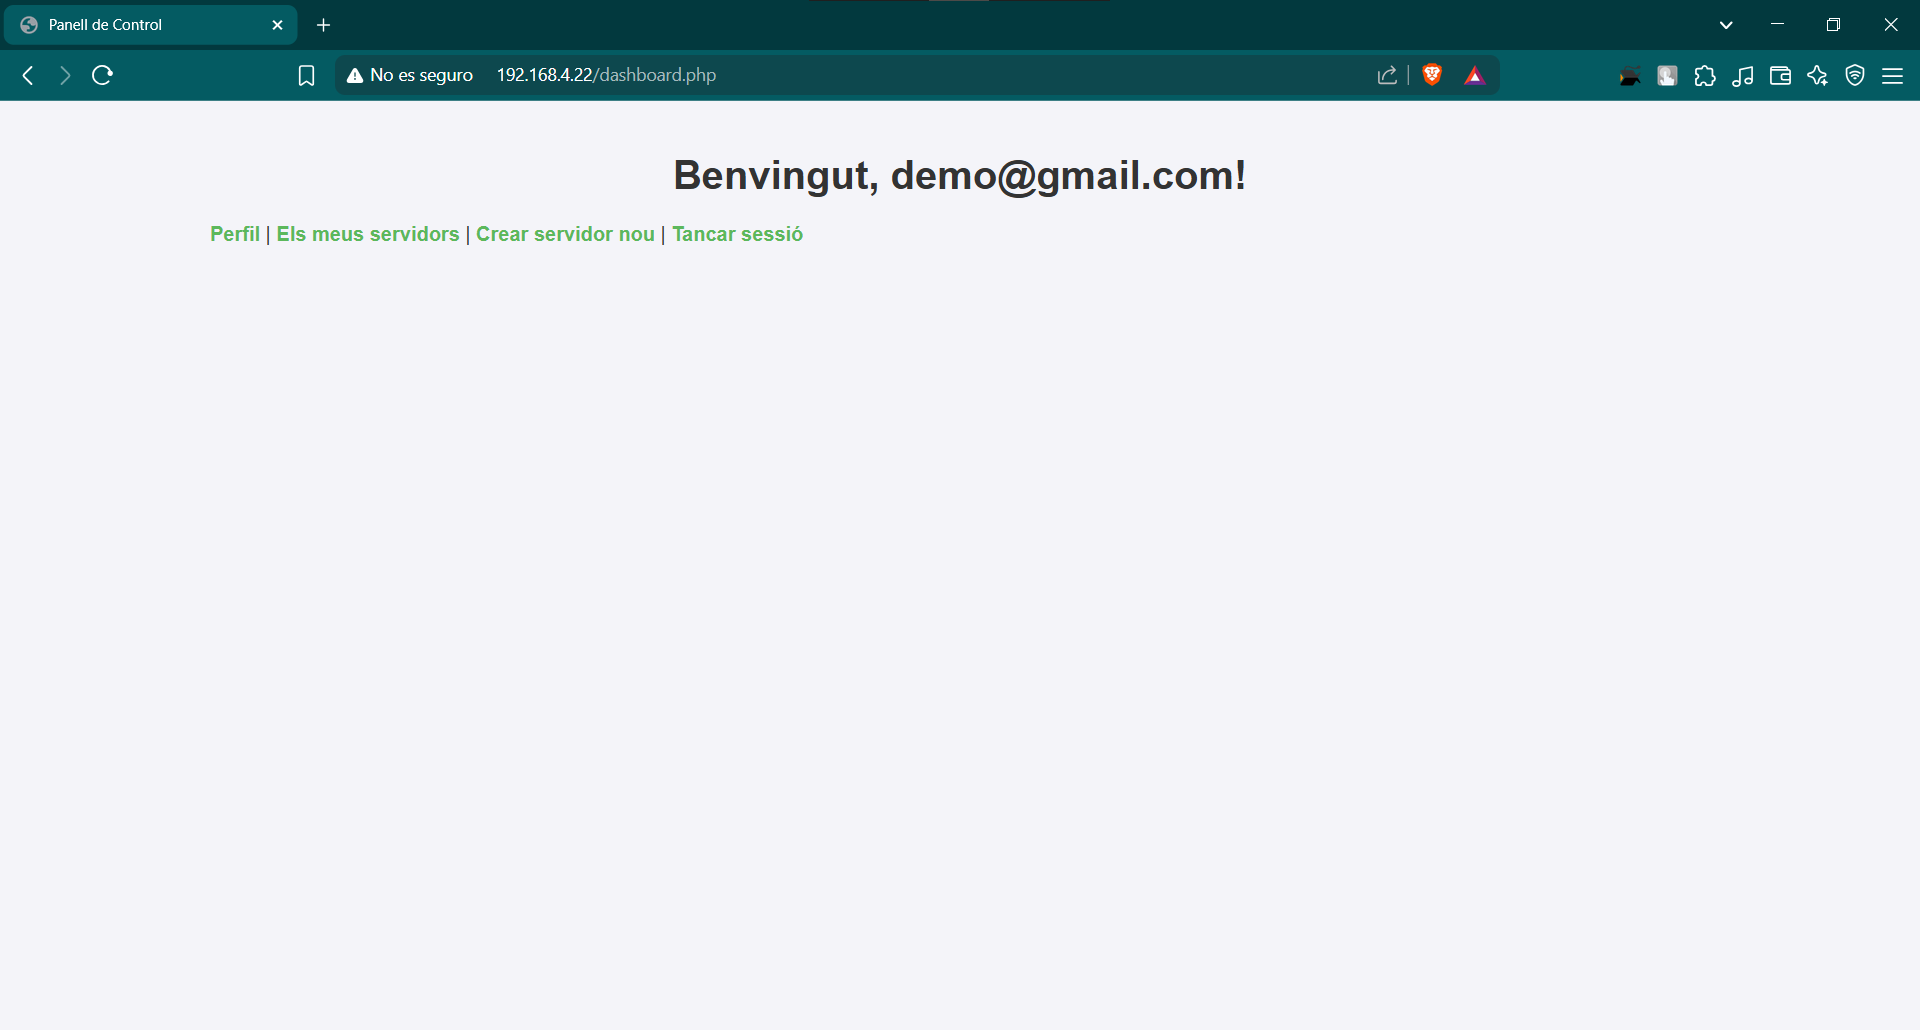 Panell de Control
No es seguro 192.168.4.22/dashboard.php
Benvingut, demo@gmail.com!
Perfil | Els meus servidors | Crear servidor nou | Tancar sessió